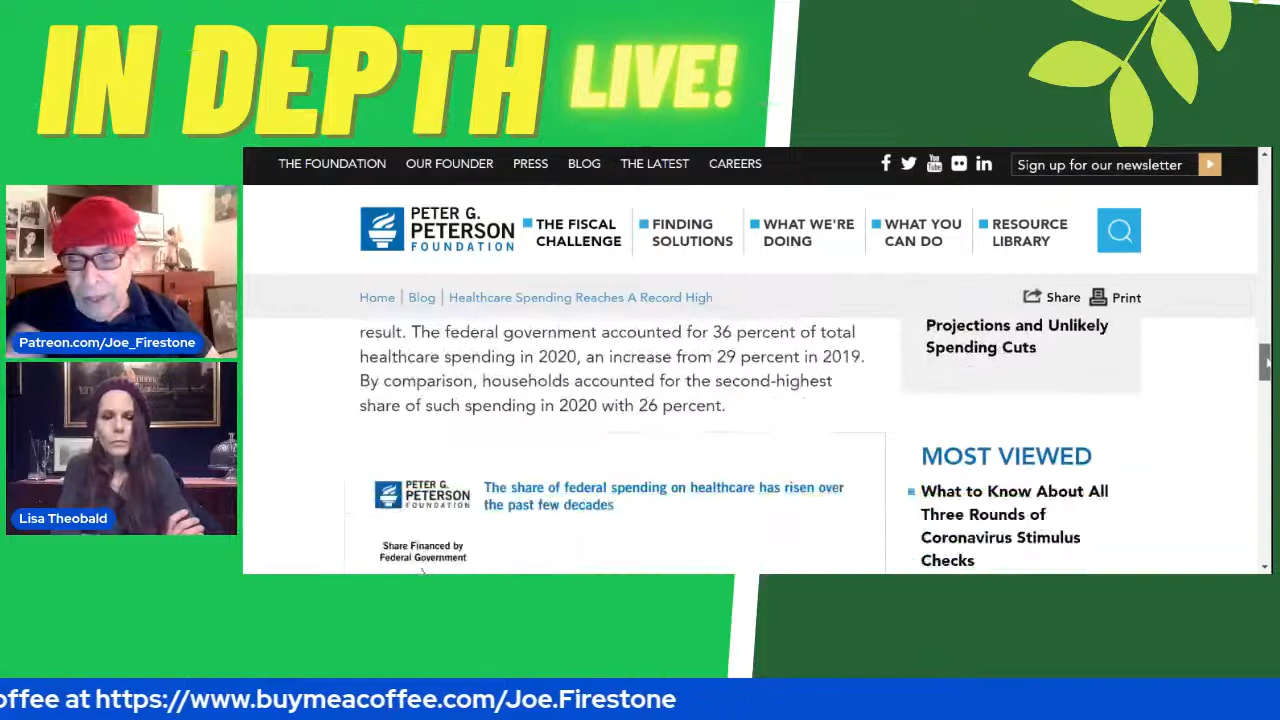 IN DEPTH LIVE!
THE FOUNDATION OUR FOUNDER PRESS BLOG THE LATEST CAREERS
Sign up for our newsletter
PETER G.
PETERSON
FOUNDATION
THE FISCAL
CHALLENGE
FINDING
SOLUTIONS
WHAT WE'RE
DOING
WHAT YOU
CAN DO
RESOURCE
LIBRARY
Home | Blog | Healthcare Spending Reaches A Record High
Share Print
result. The federal government accounted for 36 percent of total
healthcare spending in 2020, an increase from 29 percent in 2019.
By comparison, households accounted for the second-highest
share of such spending in 2020 with 26 percent.
Projections and Unlikely
Spending Cuts
PETER G.
PETERSON
FOUNDATION
The share of federal spending on healthcare has risen over
the past few decades
Share Financed by
Federal Government
MOST VIEWED
What to Know About All
Three Rounds of
Coronavirus Stimulus
Checks
Patreon.com/Joe_Firestone
Lisa Theobald
offee at https://www.buymeacoffee.com/Joe.Firestone